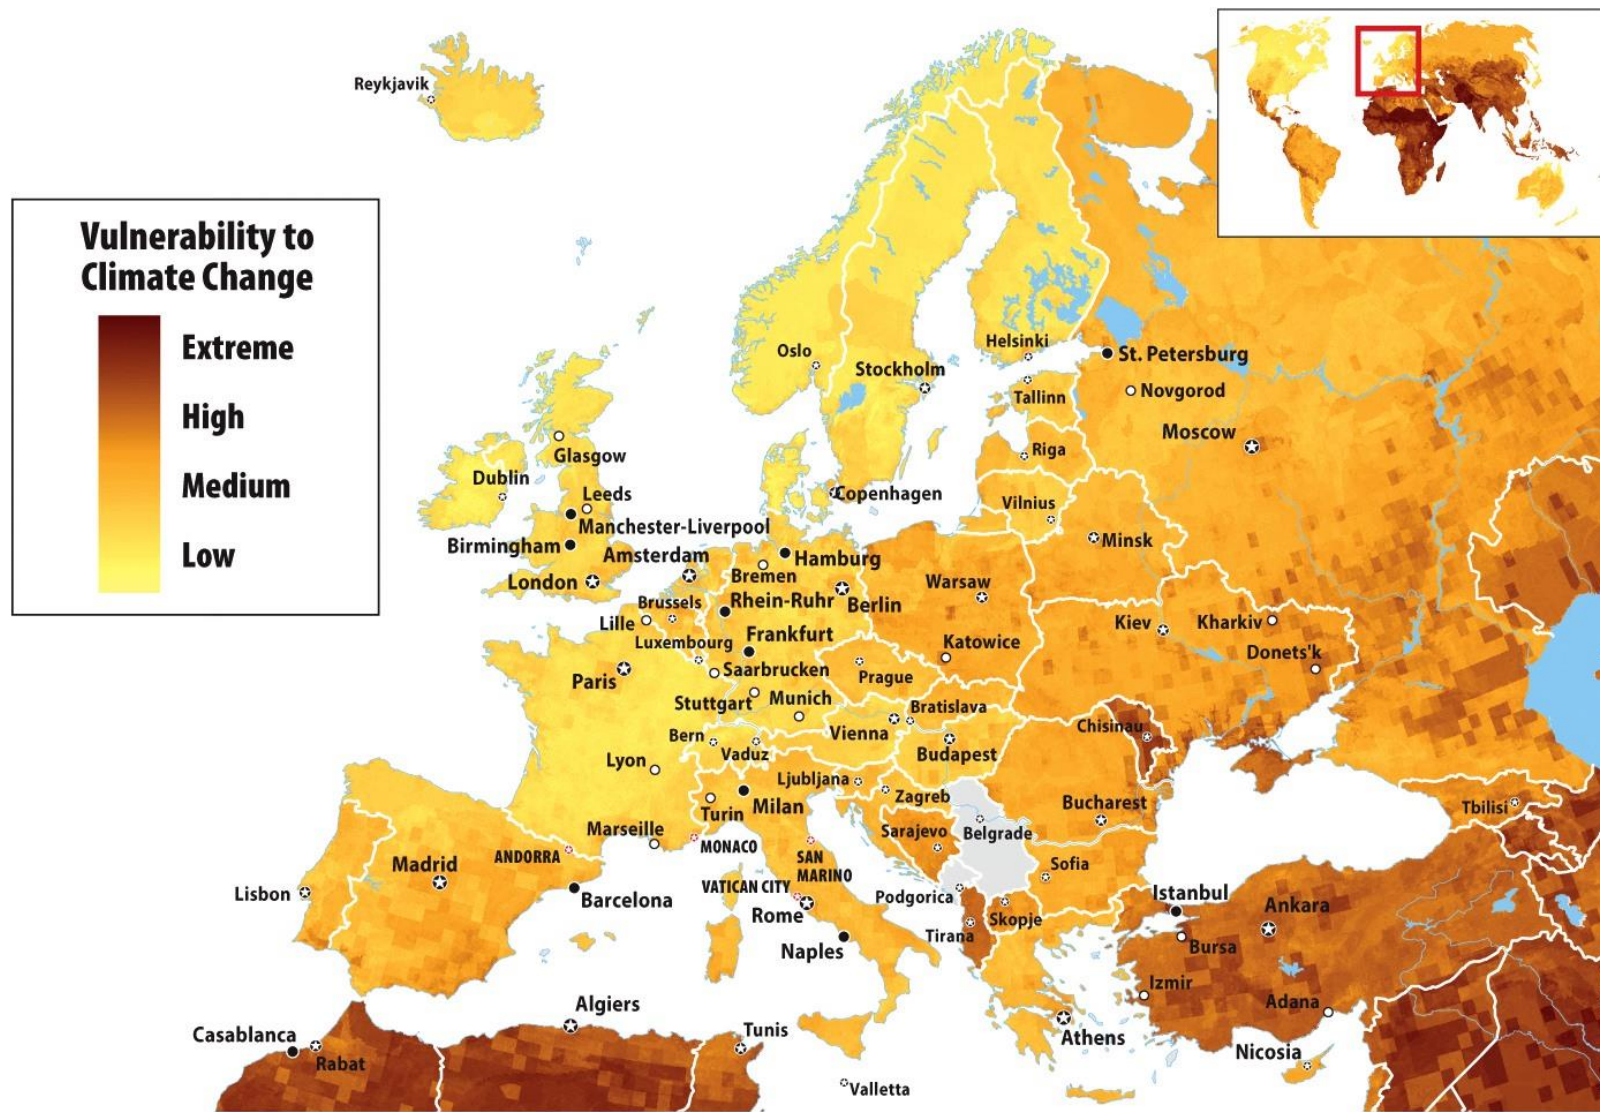 Reykjavik
Vulnerability to
Climate Change
Extreme
High
Medium
Low
Oslo
Stockholm
Helsinki
Tallinn
St. Petersburg
Novgorod
Moscow
Riga
Glasgow
Dublin
Leeds
Manchester-Liverpool
Birmingham
London
Copenhagen
Vilnius
Minsk
Amsterdam
Hamburg
Bremen
Berlin
Rhein-Ruhr
Brussels
Lille
Luxembourg
Frankfurt
Saarbrucken
Paris
Stuttgart
Munich
Warsaw
Katowice
Prague
Kiev
Kharkiv
Donets'k
Bratislava
Vienna
Budapest
Chisinau
Bern
Vaduz
Lyon
Ljubljana
Zagreb
Turin
Milan
Bucharest
Tbilisi
Marseille
MONACO
Sarajevo
Belgrade
ANDORRA
SAN
MARINO
Sofia
Madrid
Lisbon
Barcelona
VATICAN CITY
Rome
Podgorica
Skopje
Tirana
Naples
Istanbul
Ankara
Bursa
Izmir
Adana
Athens
Nicosia
Algiers
Casablanca
Rabat
Tunis
Valletta